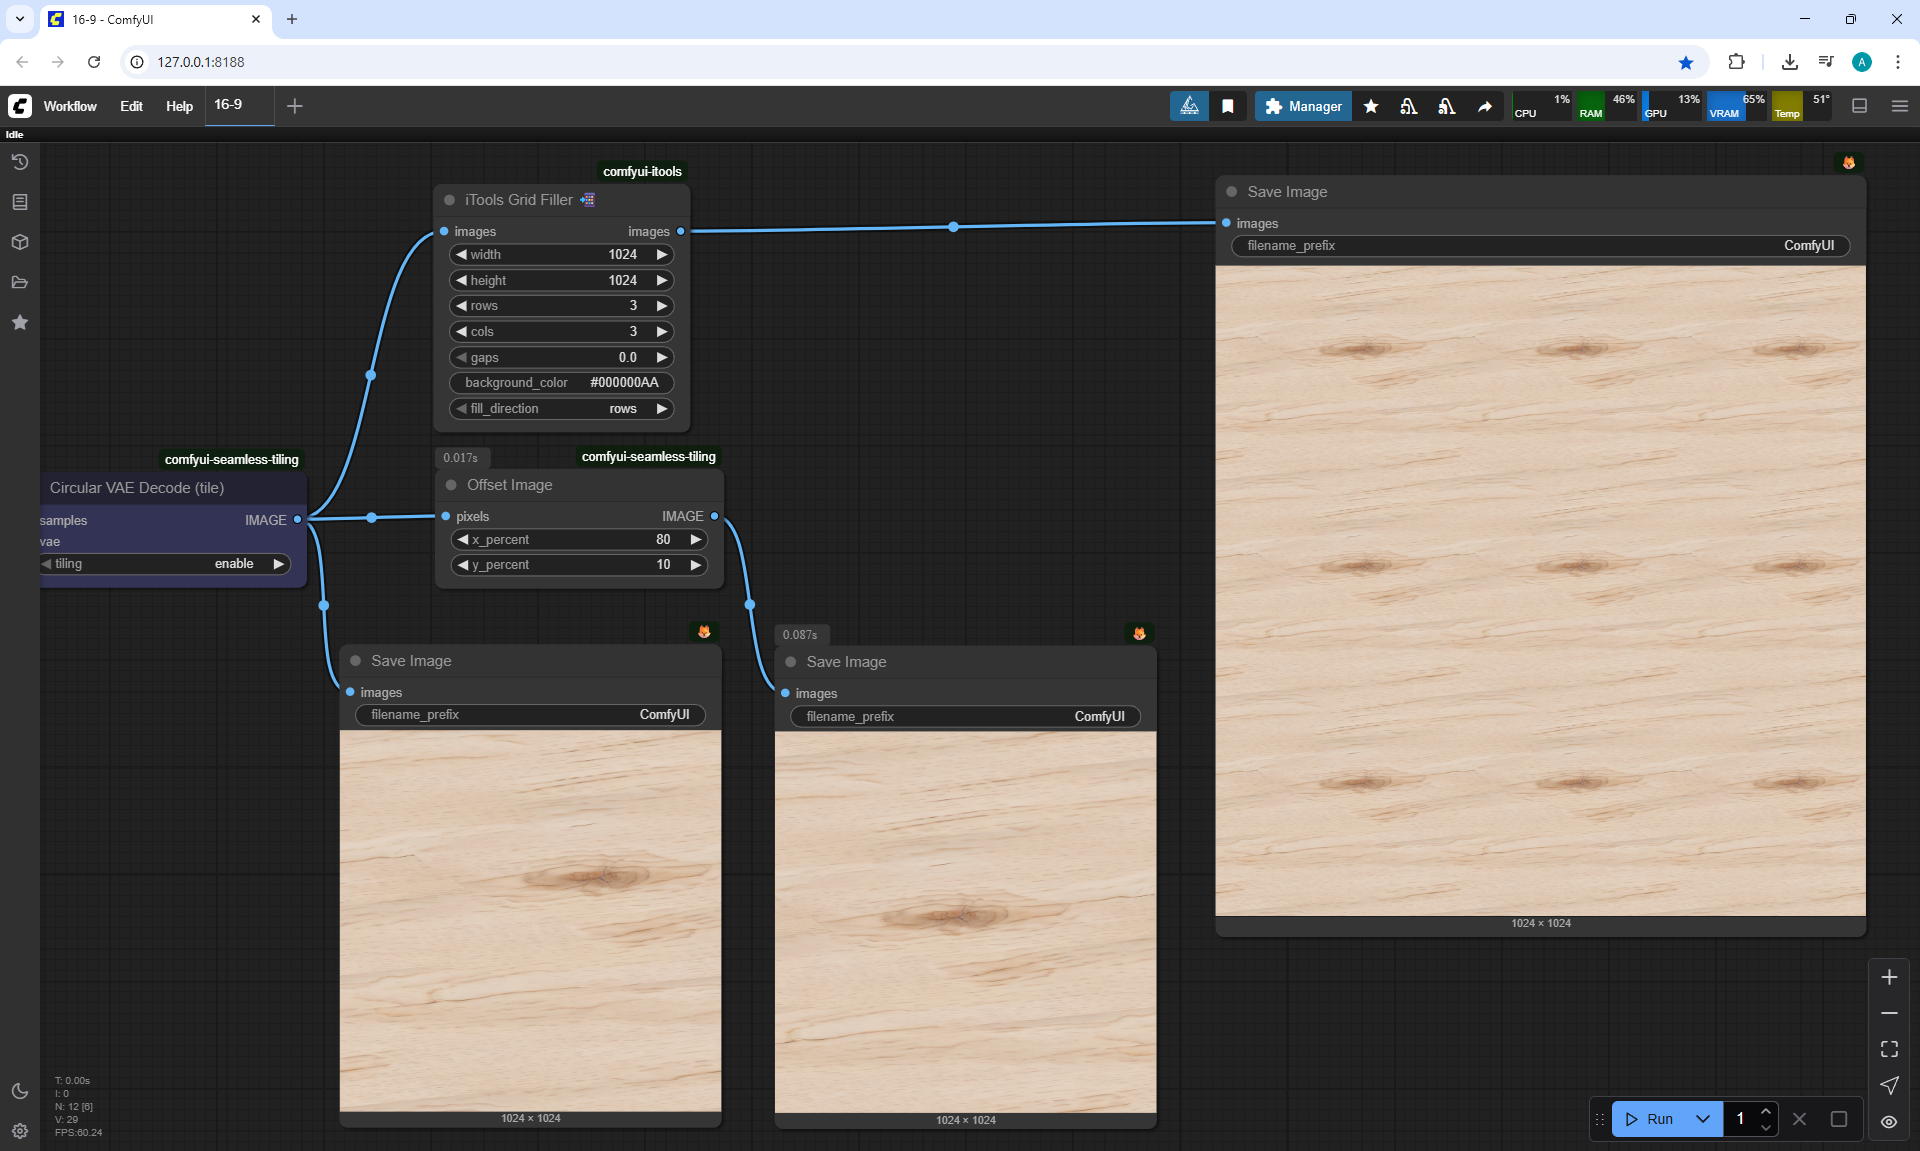 16-9 - ComfyUI
127.0.0.1:8188
Workflow Edit Help 16-9
Manager
CPU 1% RAM 46% GPU 13% VRAM 65% Temp 51°
Idle
comfyui-itools
iTools Grid Filler
images images
width 1024
height 1024
rows 3
cols 3
gaps 0.0
background_color #000000AA
fill_direction rows
comfyui-seamless-tiling
Circular VAE Decode (tile)
samples IMAGE
vae
tiling enable
0.017s comfyui-seamless-tiling
Offset Image
pixels IMAGE
x_percent 80
y_percent 10
Save Image
images
filename_prefix ComfyUI
1024 × 1024
0.087s
Save Image
images
filename_prefix ComfyUI
1024 × 1024
Save Image
images
filename_prefix ComfyUI
1024 × 1024
T: 0.00s
I: 0
N: 12 [6]
V: 29
FPS:60.24
Run 1
A